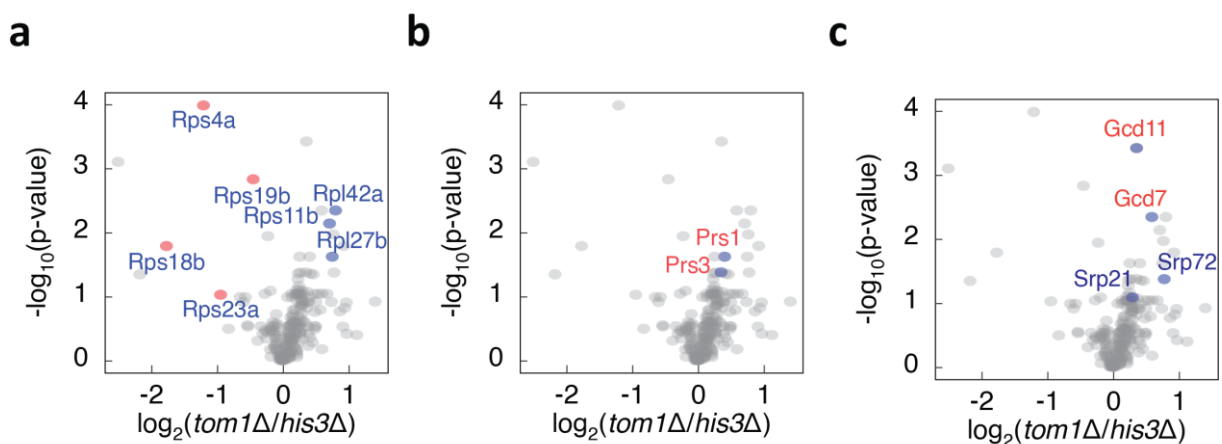 a
4
3
2
1
0
-2
-1
0
1
-log₁₀(p-value)
log₂(tom1Δ/his3Δ)
Rps4a
Rps19b
Rpl42a
Rps11b
Rpl27b
Rps18b
Rps23a
b
4
3
2
1
0
-2
-1
0
1
-log₁₀(p-value)
log₂(tom1Δ/his3Δ)
Prs1
Prs3
c
4
3
2
1
0
-2
-1
0
1
-log₁₀(p-value)
log₂(tom1Δ/his3Δ)
Gcd11
Gcd7
Srp72
Srp21